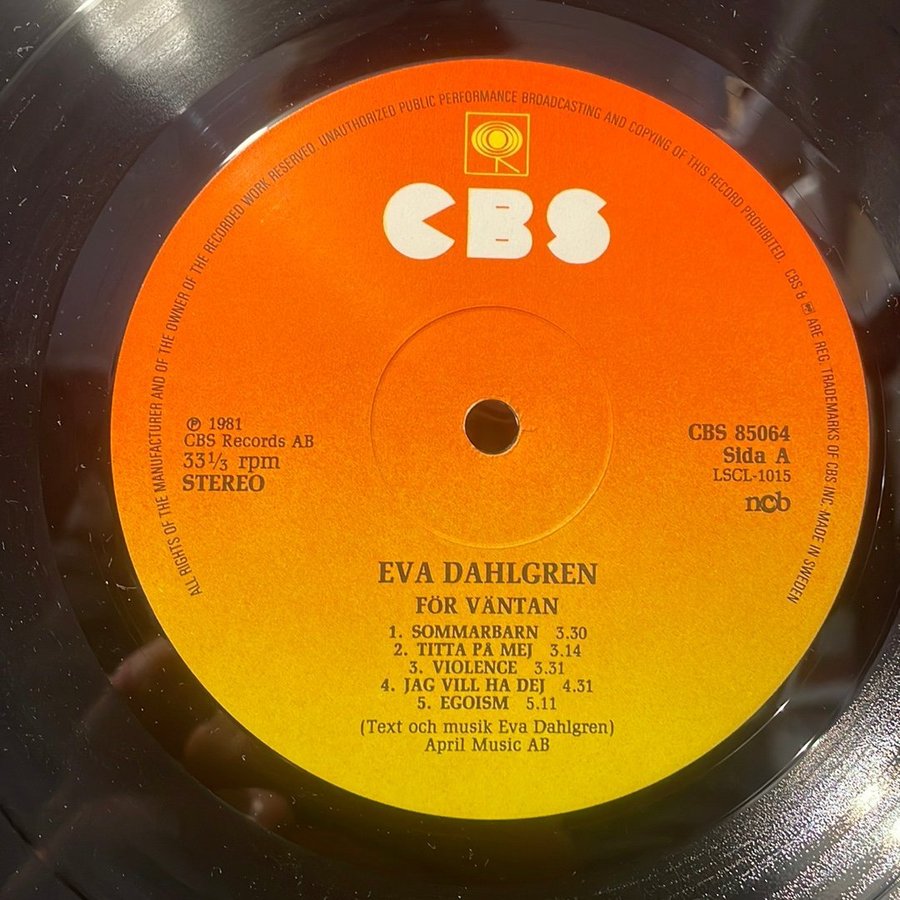 ALL RIGHTS OF THE MANUFACTURER AND OF THE OWNER OF THE RECORDED WORK RESERVED. UNAUTHORIZED PUBLIC PERFORMANCE BROADCASTING AND COPYING OF THIS RECORD PROHIBITED. CBS & ARE REG. TRADEMARKS OF CBS INC. MADE IN SWEDEN
CBS
℗ 1981
CBS Records AB
33 1/3 rpm
STEREO
CBS 85064
Sida A
LSCL-1015
ncb
EVA DAHLGREN
FÖR VÄNTAN
1. SOMMARBARN 3.30
2. TITTA PÅ MEJ 3.14
3. VIOLENCE 3.31
4. JAG VILL HA DEJ 4.31
5. EGOISM 5.11
(Text och musik Eva Dahlgren)
April Music AB